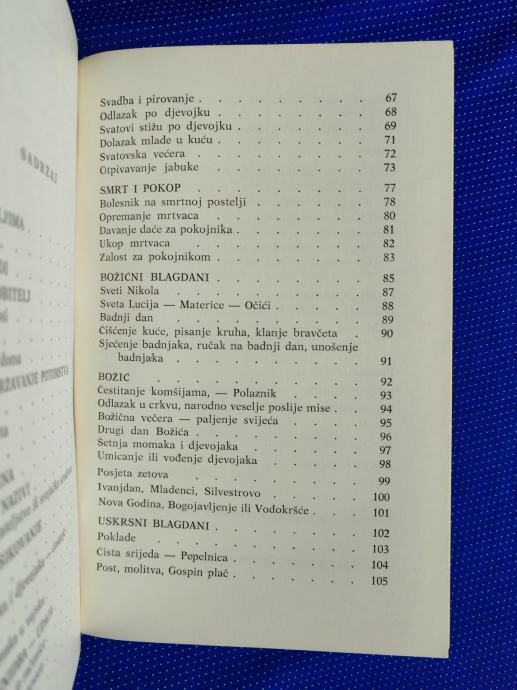 SADRŽAJ
DRŽAVANJE POTOMSTVA
NAZIVI
Svadba i pirovanje . . . . . . . . 67
Odlazak po djevojku . . . . . . . 68
Svatovi stižu po djevojku . . . . . . 69
Dolazak mlade u kuću . . . . . . . 71
Svatovska večera . . . . . . . . 72
Otpivavanje jabuke . . . . . . . 73
SMRT I POKOP . . . . . . . . 77
Bolesnik na smrtnoj postelji . . . . . 78
Opremanje mrtvaca . . . . . . . 80
Davanje daće za pokojnika . . . . . . 81
Ukop mrtvaca . . . . . . . . 82
Žalost za pokojnikom . . . . . . . 83
BOŽIĆNI BLAGDANI . . . . . . . 85
Sveti Nikola . . . . . . . . . 87
Sveta Lucija — Materice — Očići . . . . 88
Badnji dan . . . . . . . . . 89
Čišćenje kuće, pisanje kruha, klanje bravčeta . 90
Sjećenje badnjaka, ručak na badnji dan, unošenje
badnjaka . . . . . . . . . 91
BOŽIĆ . . . . . . . . . 92
Čestitanje komšijama, — Polaznik . . . . 93
Odlazak u crkvu, narodno veselje poslije mise . . 94
Božična večera — paljenje svijeća . . . . 95
Drugi dan Božića . . . . . . . . 96
Šetnja momaka i djevojaka . . . . . . 97
Umicanje ili vođenje djevojaka . . . . . 98
Posjeta zetova . . . . . . . . 99
Ivanjdan, Mladenci, Silvestrovo . . . . . 100
Nova Godina, Bogojavljenje ili Vodokršće . . . 101
USKRSNI BLAGDANI . . . . . . . 102
Poklade . . . . . . . . . 103
Čista srijeda — Pepelnica . . . . . . 104
Post, molitva, Gospin plač . . . . . . 105